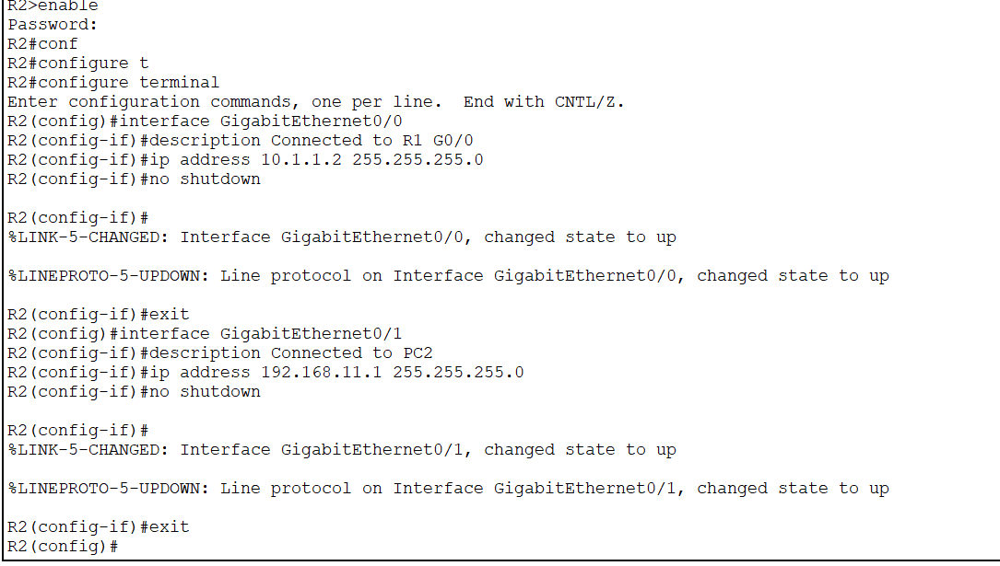 R2>enable
Password:
R2#conf
R2#configure t
R2#configure terminal
Enter configuration commands, one per line.  End with CNTL/Z.
R2(config)#interface GigabitEthernet0/0
R2(config-if)#description Connected to R1 G0/0
R2(config-if)#ip address 10.1.1.2 255.255.255.0
R2(config-if)#no shutdown
R2(config-if)#
%LINK-5-CHANGED: Interface GigabitEthernet0/0, changed state to up
%LINEPROTO-5-UPDOWN: Line protocol on Interface GigabitEthernet0/0, changed state to up
R2(config-if)#exit
R2(config)#interface GigabitEthernet0/1
R2(config-if)#description Connected to PC2
R2(config-if)#ip address 192.168.11.1 255.255.255.0
R2(config-if)#no shutdown
R2(config-if)#
%LINK-5-CHANGED: Interface GigabitEthernet0/1, changed state to up
%LINEPROTO-5-UPDOWN: Line protocol on Interface GigabitEthernet0/1, changed state to up
R2(config-if)#exit
R2(config)#